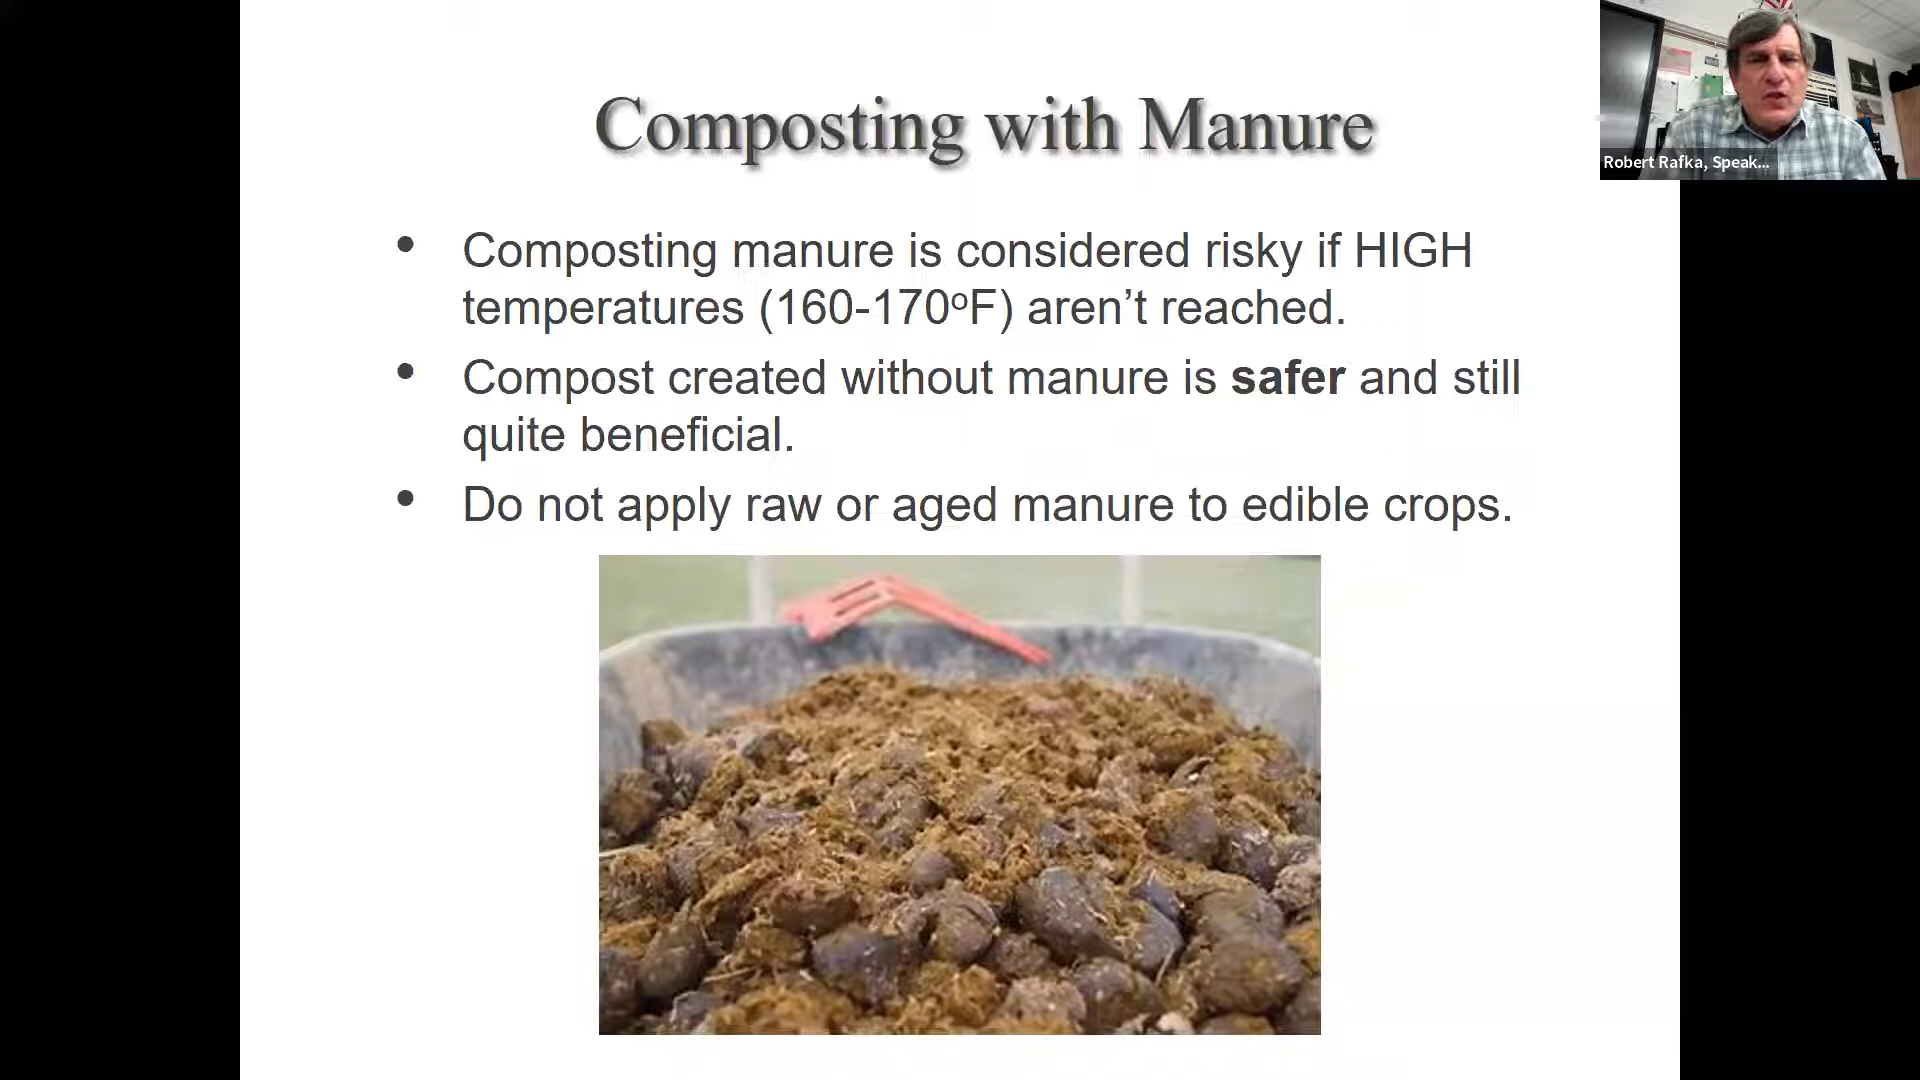 Composting with Manure
• Composting manure is considered risky if HIGH
temperatures (160-170ºF) aren’t reached.
• Compost created without manure is safer and still
quite beneficial.
• Do not apply raw or aged manure to edible crops.
Robert Rafka, Speak...